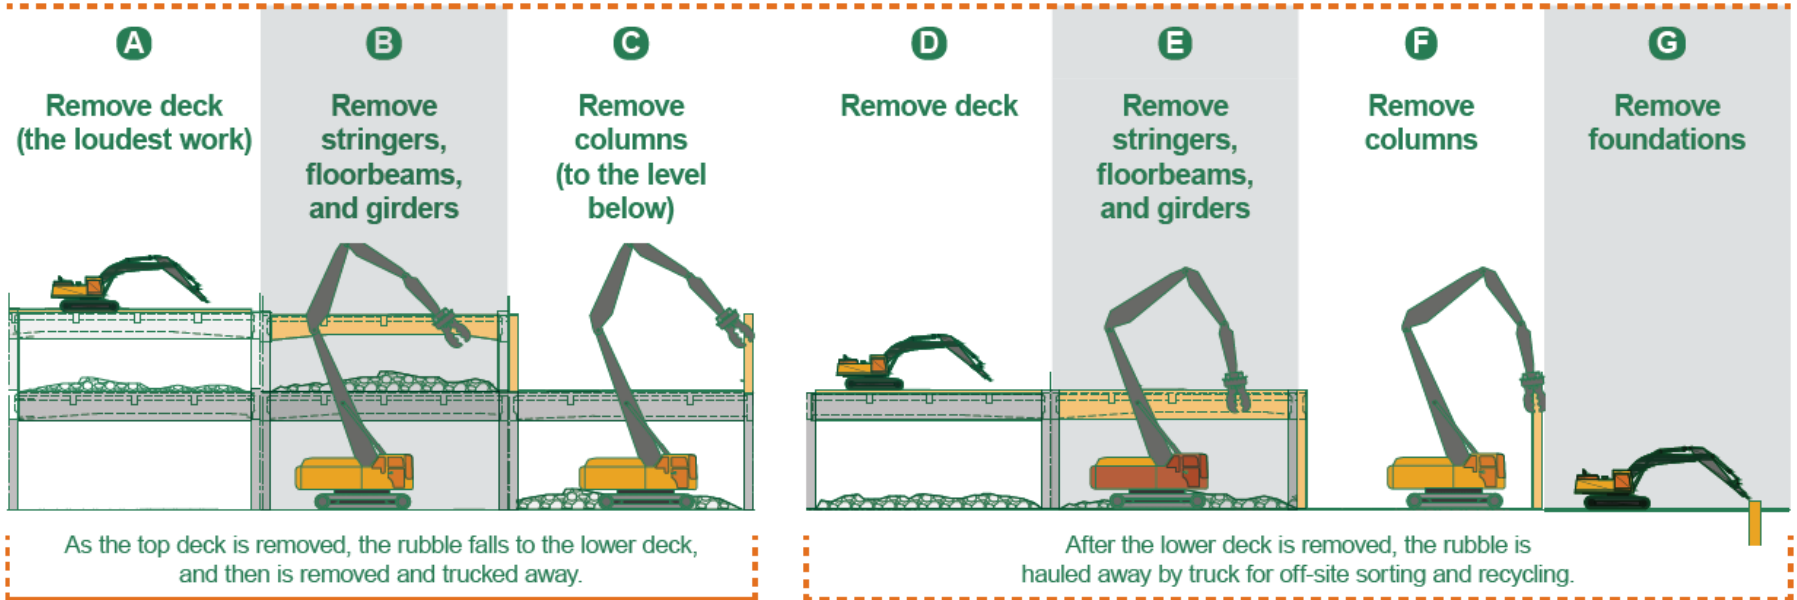 A
Remove deck
(the loudest work)
B
Remove
stringers,
floorbeams,
and girders
C
Remove
columns
(to the level
below)
As the top deck is removed, the rubble falls to the lower deck,
and then is removed and trucked away.
D
Remove deck
E
Remove
stringers,
floorbeams,
and girders
F
Remove
columns
G
Remove
foundations
After the lower deck is removed, the rubble is
hauled away by truck for off-site sorting and recycling.